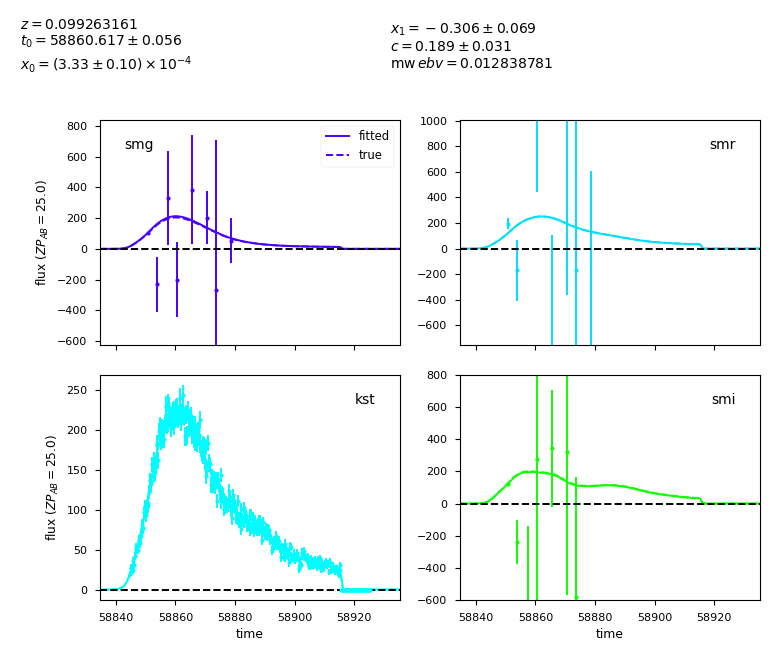 z = 0.099263161
t₀ = 58860.617 ± 0.056
x₀ = (3.33 ± 0.10) × 10⁻⁴
x₁ = −0.306 ± 0.069
c = 0.189 ± 0.031
mwebv = 0.012838781
smg
fitted
true
flux (ZP_AB = 25.0)
800
600
400
200
0
−200
−400
−600
smr
1000
800
600
400
200
0
−200
−400
−600
kst
flux (ZP_AB = 25.0)
250
200
150
100
50
0
58840 58860 58880 58900 58920
time
smi
800
600
400
200
0
−200
−400
−600
58840 58860 58880 58900 58920
time